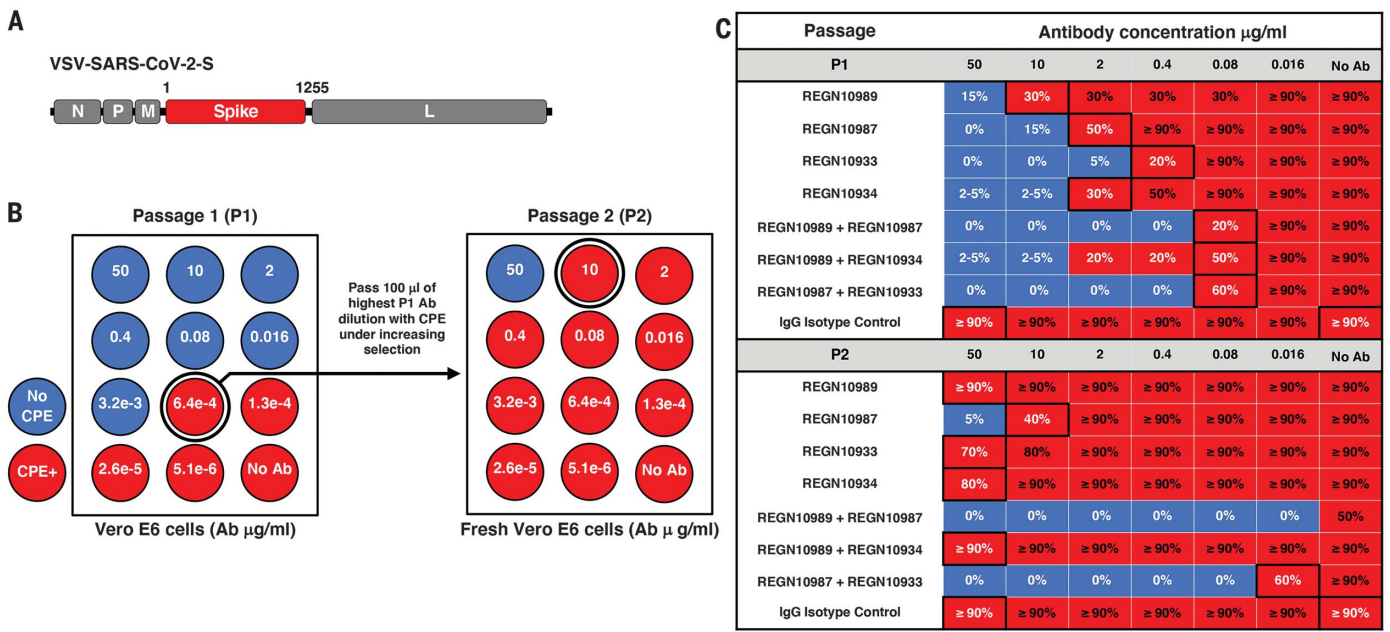 A
VSV-SARS-CoV-2-S
1 1255
N P M Spike L
B
Passage 1 (P1)
50 10 2
0.4 0.08 0.016
3.2e-3 6.4e-4 1.3e-4
2.6e-5 5.1e-6 No Ab
No
CPE
CPE+
Vero E6 cells (Ab μg/ml)
Pass 100 μl of
highest P1 Ab
dilution with CPE
under increasing
selection
Passage 2 (P2)
50 10 2
0.4 0.08 0.016
3.2e-3 6.4e-4 1.3e-4
2.6e-5 5.1e-6 No Ab
Fresh Vero E6 cells (Ab μ g/ml)
C
Passage Antibody concentration μg/ml
P1 50 10 2 0.4 0.08 0.016 No Ab
REGN10989 15% 30% 30% 30% 30% ≥ 90% ≥ 90%
REGN10987 0% 15% 50% ≥ 90% ≥ 90% ≥ 90% ≥ 90%
REGN10933 0% 0% 5% 20% ≥ 90% ≥ 90% ≥ 90%
REGN10934 2-5% 2-5% 30% 50% ≥ 90% ≥ 90% ≥ 90%
REGN10989 + REGN10987 0% 0% 0% 0% 20% ≥ 90% ≥ 90%
REGN10989 + REGN10934 2-5% 2-5% 20% 20% 50% ≥ 90% ≥ 90%
REGN10987 + REGN10933 0% 0% 0% 0% 60% ≥ 90% ≥ 90%
IgG Isotype Control ≥ 90% ≥ 90% ≥ 90% ≥ 90% ≥ 90% ≥ 90% ≥ 90%
P2 50 10 2 0.4 0.08 0.016 No Ab
REGN10989 ≥ 90% ≥ 90% ≥ 90% ≥ 90% ≥ 90% ≥ 90% ≥ 90%
REGN10987 5% 40% ≥ 90% ≥ 90% ≥ 90% ≥ 90% ≥ 90%
REGN10933 70% 80% ≥ 90% ≥ 90% ≥ 90% ≥ 90% ≥ 90%
REGN10934 80% ≥ 90% ≥ 90% ≥ 90% ≥ 90% ≥ 90% ≥ 90%
REGN10989 + REGN10987 0% 0% 0% 0% 0% 0% 50%
REGN10989 + REGN10934 ≥ 90% ≥ 90% ≥ 90% ≥ 90% ≥ 90% ≥ 90% ≥ 90%
REGN10987 + REGN10933 0% 0% 0% 0% 0% 60% ≥ 90%
IgG Isotype Control ≥ 90% ≥ 90% ≥ 90% ≥ 90% ≥ 90% ≥ 90% ≥ 90%